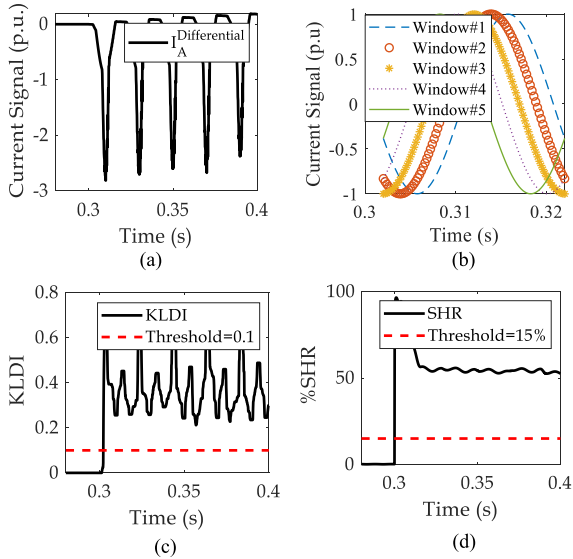 (a)
Current Signal (p.u.)
0
-1
-2
-3
I_A^Differential
0.3
0.35
0.4
Time (s)
(a)
(b)
Current Signal (p.u)
1
0.5
0
-0.5
-1
Window#1
Window#2
Window#3
Window#4
Window#5
0.3
0.31
0.32
Time (s)
(b)
KLDI
0.8
0.6
0.4
0.2
0
KLDI
Threshold=0.1
0.3
0.35
0.4
Time (s)
(c)
%SHR
100
50
0
SHR
Threshold=15%
0.3
0.35
0.4
Time (s)
(d)